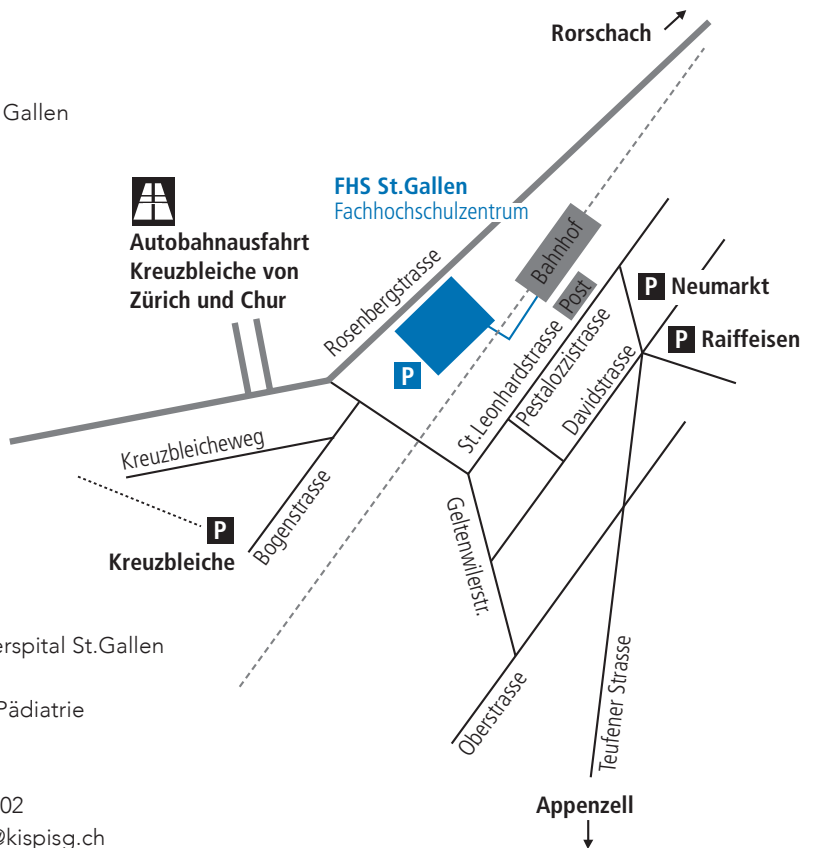 Rorschach
Gallen
FHS St.Gallen
Fachhochschulzentrum
Autobahnausfahrt
Kreuzbleiche von
Zürich und Chur
Rosenbergstrasse
Bahnhof
Post
P Neumarkt
P Raiffeisen
P
St.Leonhardstrasse
Pestalozzistrasse
Davidstrasse
Kreuzbleicheweg
Bogenstrasse
P
Kreuzbleiche
Geltenwilerstr.
erspital St.Gallen
Pädiatrie
Oberstrasse
Teufener Strasse
02
Appenzell
@kispisg.ch